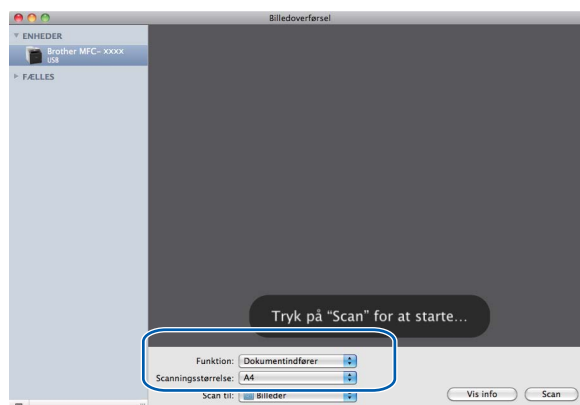 Billedoverførsel
ENHEDER
Brother MFC- xxxx
USB
FÆLLES
Tryk på "Scan" for at starte...
Funktion: Dokumentindfører
Scanningsstørrelse: A4
Scan til: Billeder
Vis info Scan